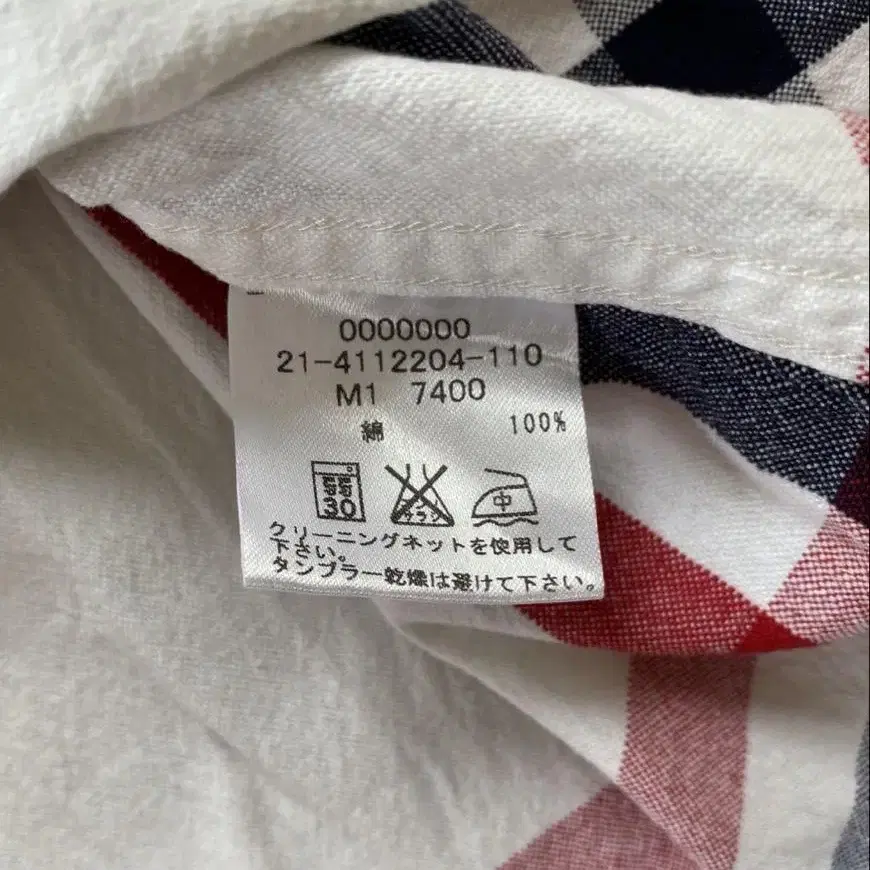 0000000
21-4112204-110
M1 7400
綿 100%
中
クリーニングネットを使用して
下さい。
タンブラー乾燥は避けて下さい。